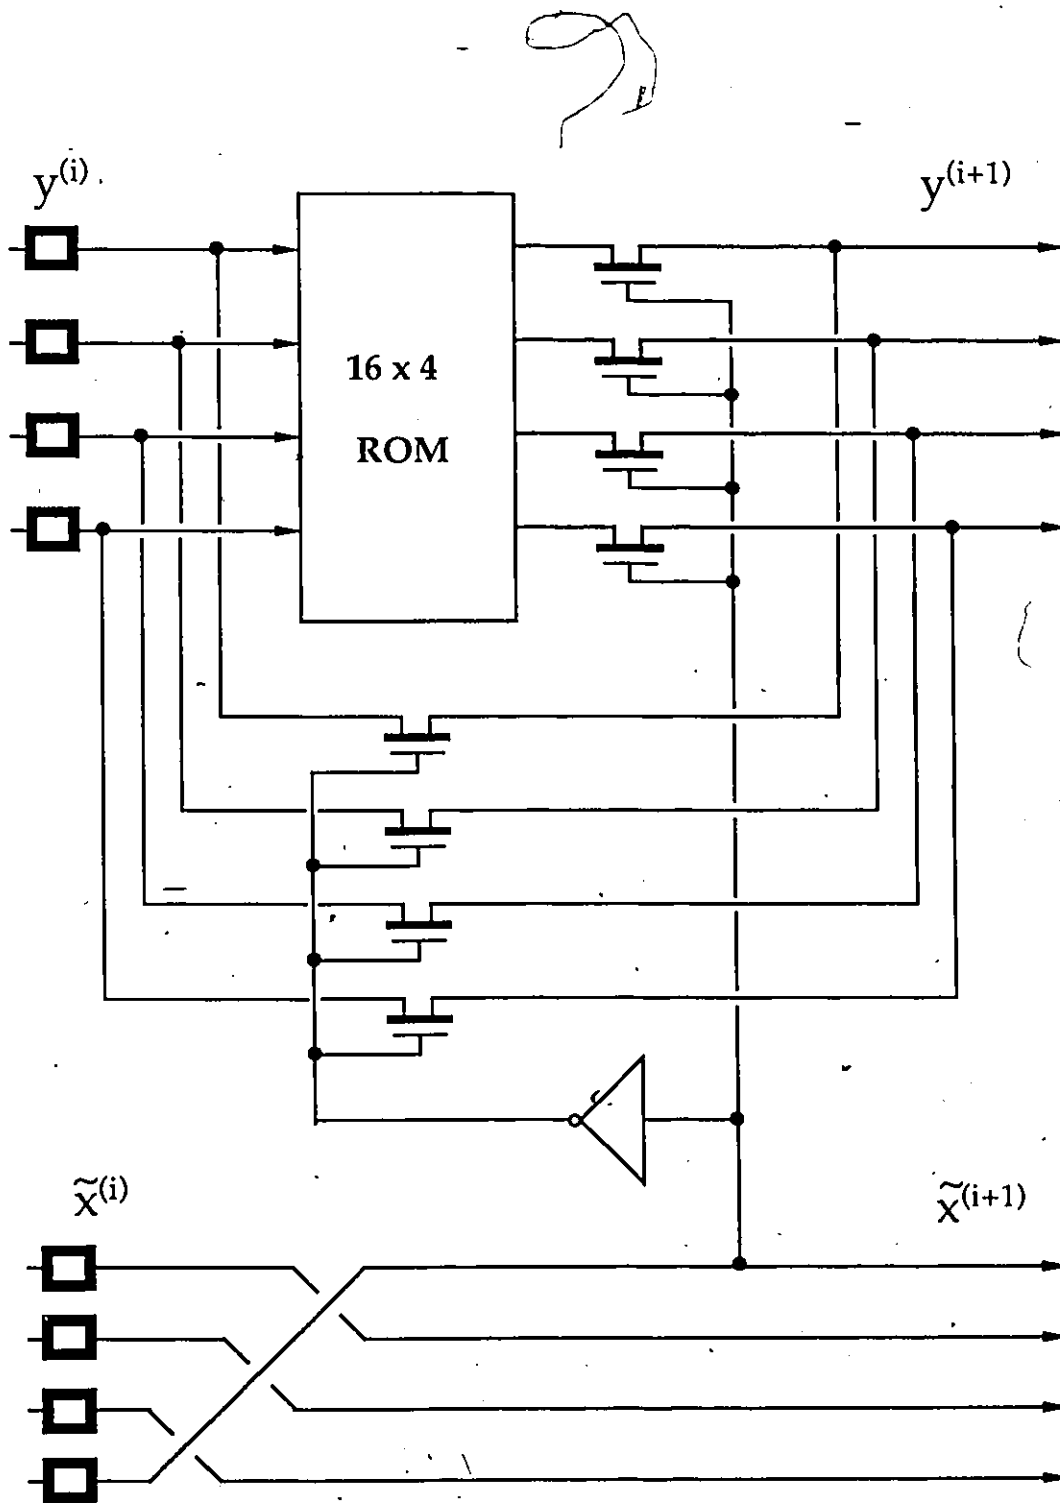 y⁽ⁱ⁾
y⁽ⁱ⁺¹⁾
16 x 4
ROM
x̃⁽ⁱ⁾
x̃⁽ⁱ⁺¹⁾